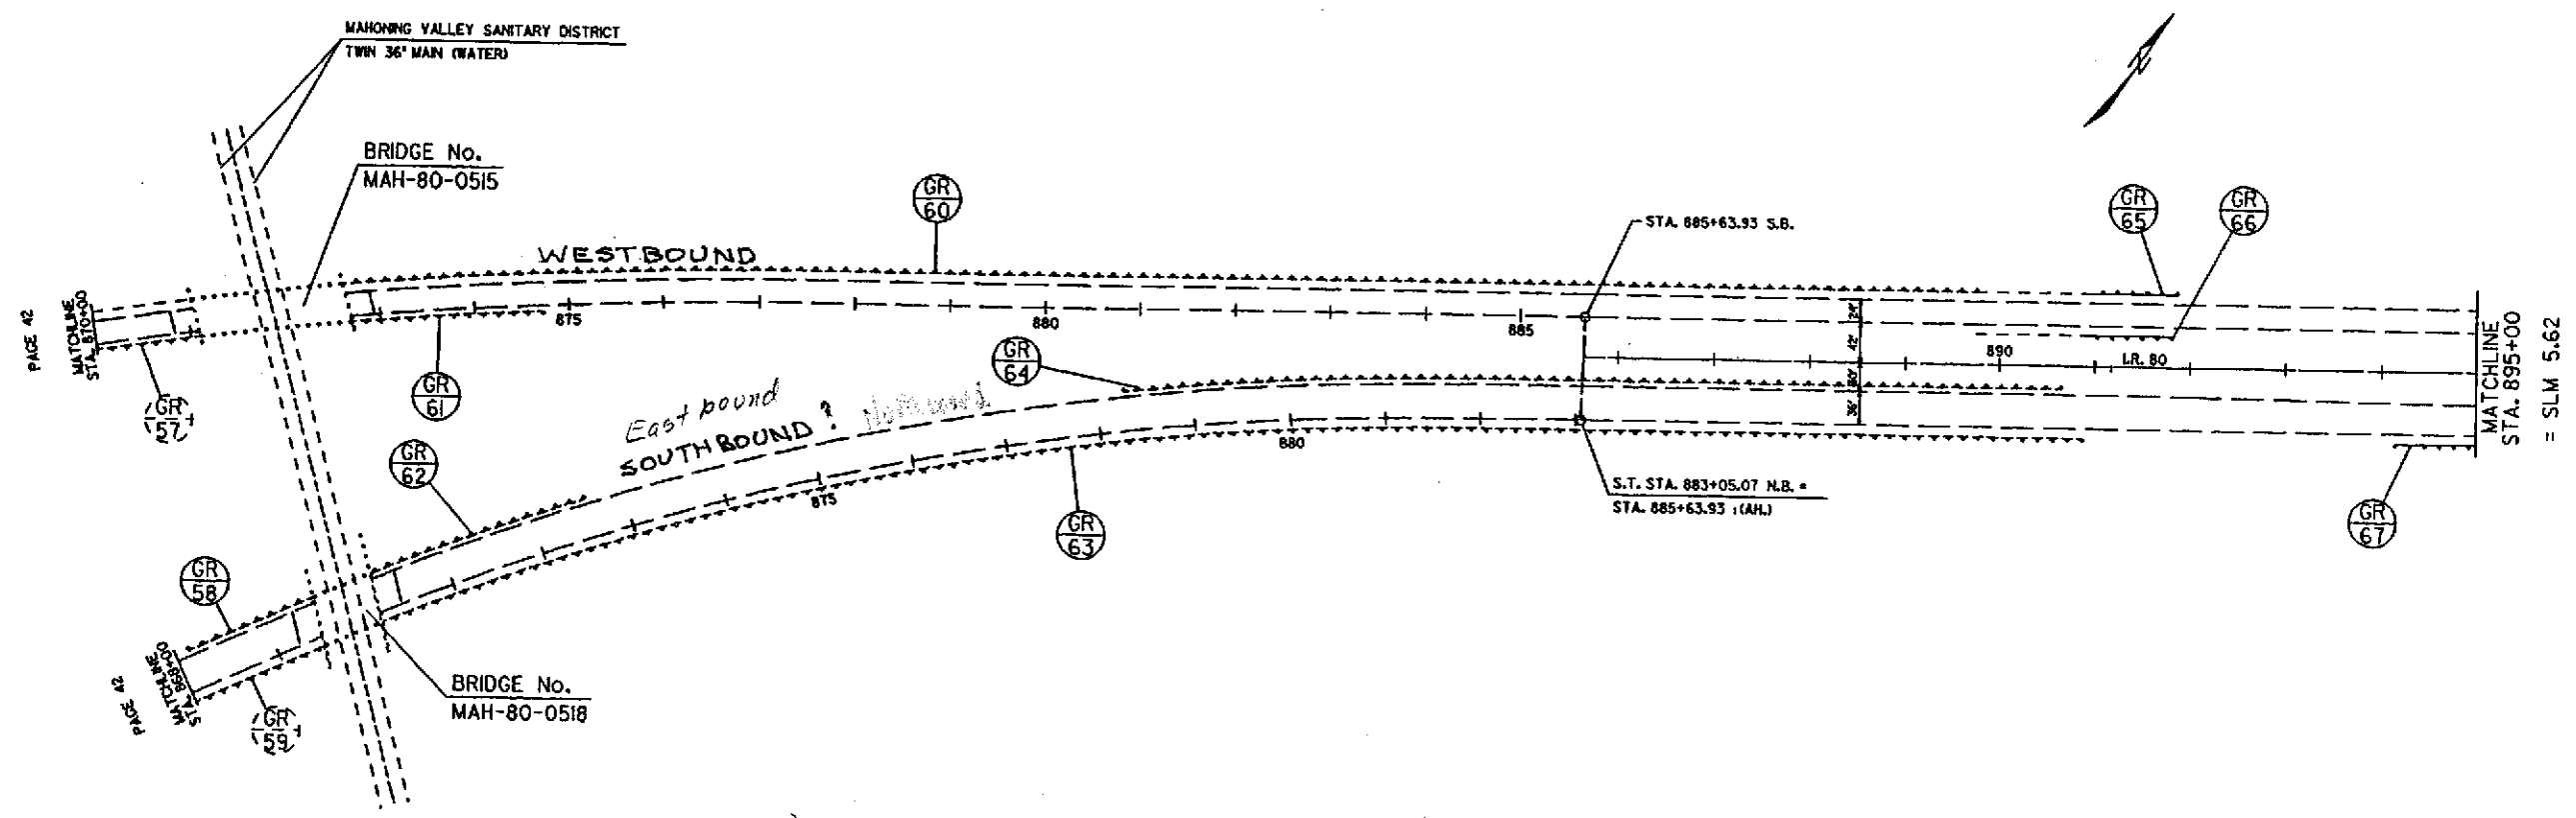 MAHONING VALLEY SANITARY DISTRICT
TWIN 36" MAIN (WATER)
BRIDGE No.
MAH-80-0515
GR
60
WESTBOUND
STA. 885+63.93 S.B.
GR
65
GR
66
N
PAGE 42
MATCHLINE
STA. 870+00
875
880
885
24'
42'
36'
890
I.R. 80
MATCHLINE
STA. 895+00
= SLM 5.62
GR
57
GR
61
GR
64
East bound
SOUTHBOUND ?
GR
62
875
880
GR
63
S.T. STA. 883+05.07 N.B. =
STA. 885+63.93 (AH.)
GR
67
GR
58
PAGE 42
MATCHLINE
GR
59
BRIDGE No.
MAH-80-0518